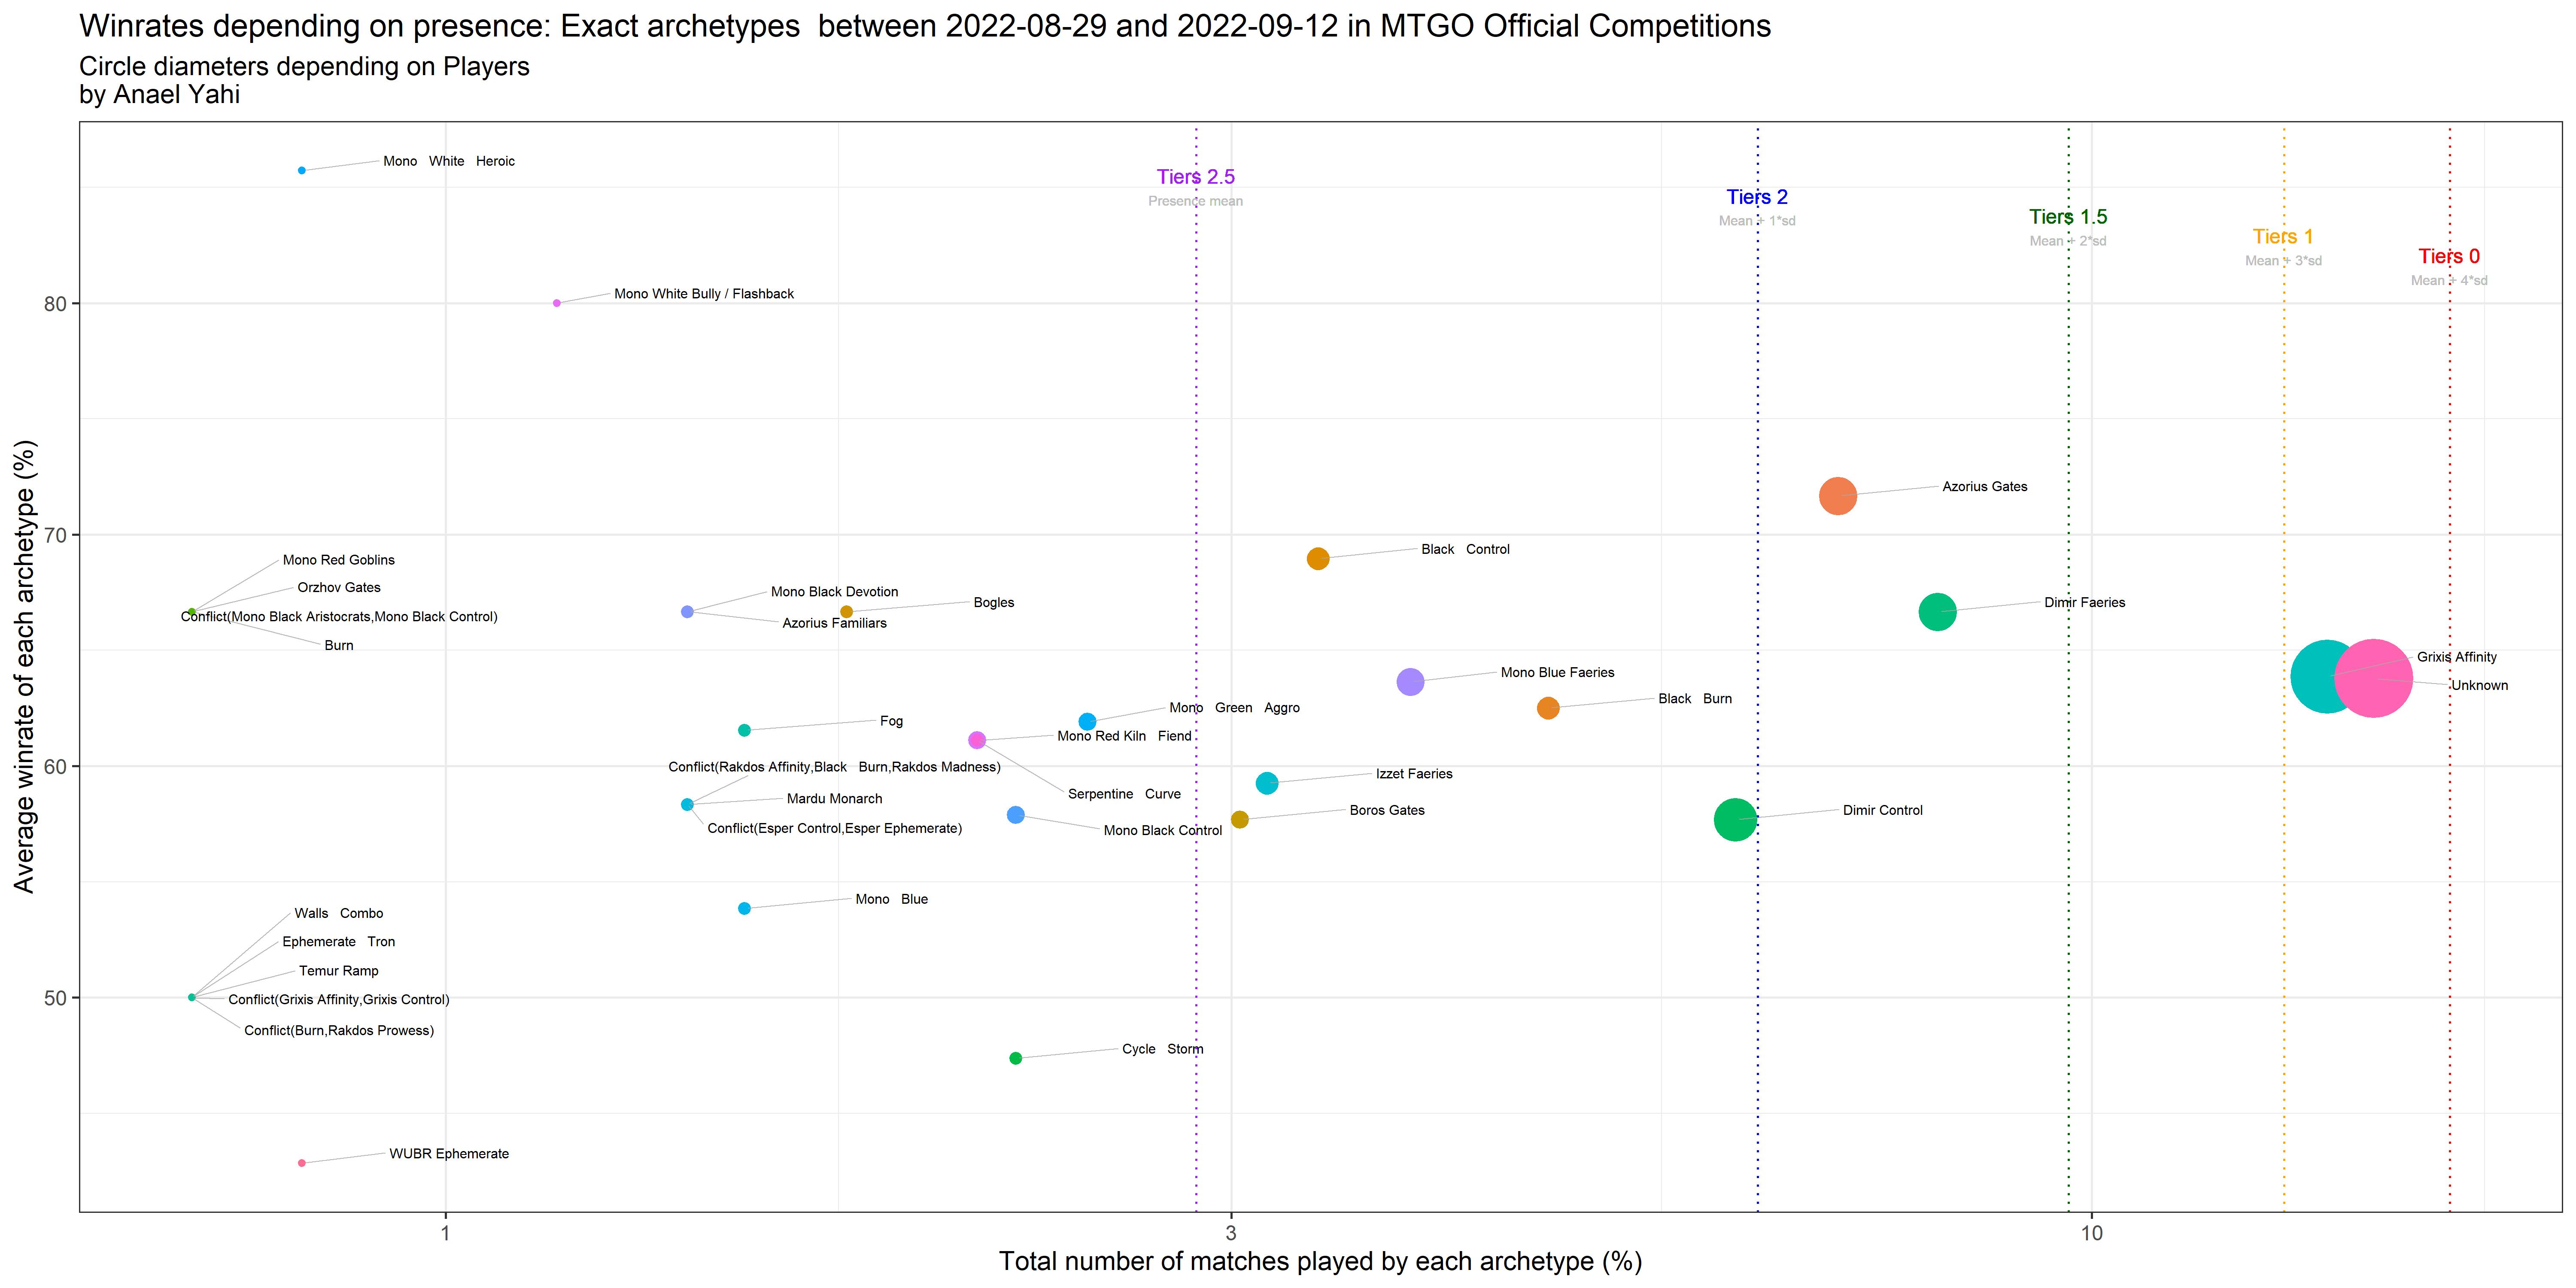 Winrates depending on presence: Exact archetypes  between 2022-08-29 and 2022-09-12 in MTGO Official Competitions
Circle diameters depending on Players
by Anael Yahi
Average winrate of each archetype (%)
80
70
60
50
Mono   White   Heroic
Mono White Bully / Flashback
Tiers 2.5
Presence mean
Tiers 2
Mean + 1*sd
Tiers 1.5
Mean + 2*sd
Tiers 1
Mean + 3*sd
Tiers 0
Mean + 4*sd
Azorius Gates
Black   Control
Mono Red Goblins
Orzhov Gates
Conflict(Mono Black Aristocrats,Mono Black Control)
Burn
Mono Black Devotion
Azorius Familiars
Bogles
Dimir Faeries
Grixis Affinity
Unknown
Mono Blue Faeries
Black   Burn
Mono   Green   Aggro
Fog
Mono Red Kiln   Fiend
Serpentine   Curve
Conflict(Rakdos Affinity,Black   Burn,Rakdos Madness)
Mardu Monarch
Conflict(Esper Control,Esper Ephemerate)
Izzet Faeries
Boros Gates
Mono Black Control
Dimir Control
Mono   Blue
Walls   Combo
Ephemerate   Tron
Temur Ramp
Conflict(Grixis Affinity,Grixis Control)
Conflict(Burn,Rakdos Prowess)
Cycle   Storm
WUBR Ephemerate
1
3
10
Total number of matches played by each archetype (%)